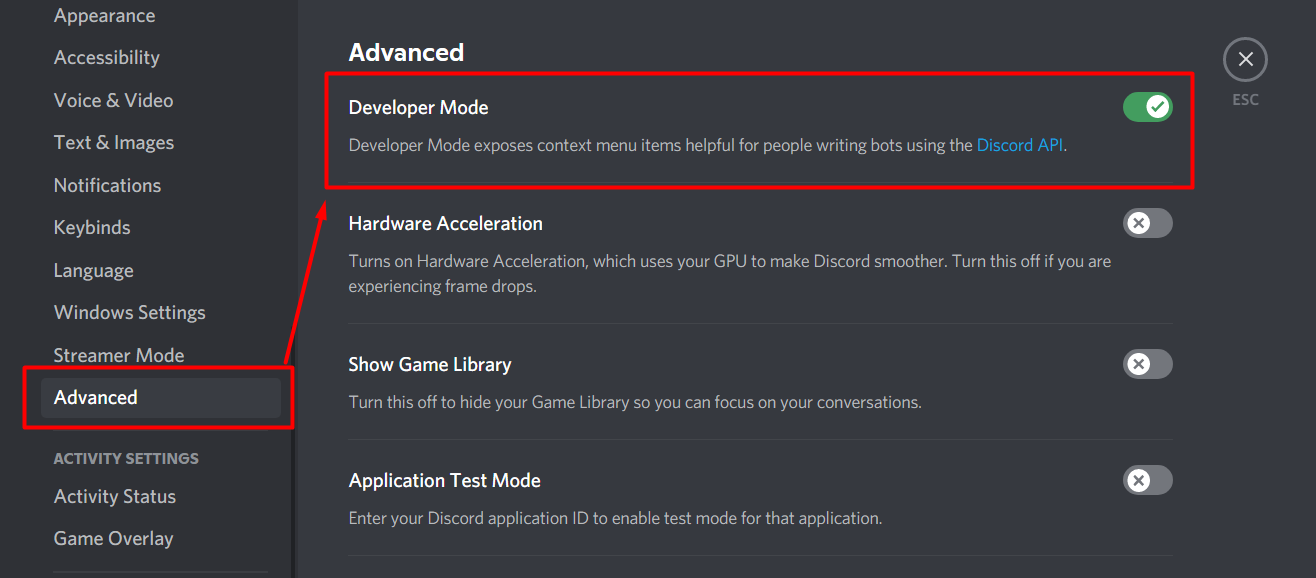 Appearance
Accessibility
Voice & Video
Text & Images
Notifications
Keybinds
Language
Windows Settings
Streamer Mode
Advanced
ACTIVITY SETTINGS
Activity Status
Game Overlay
Advanced
Developer Mode
Developer Mode exposes context menu items helpful for people writing bots using the Discord API.
Hardware Acceleration
Turns on Hardware Acceleration, which uses your GPU to make Discord smoother. Turn this off if you are
experiencing frame drops.
Show Game Library
Turn this off to hide your Game Library so you can focus on your conversations.
Application Test Mode
Enter your Discord application ID to enable test mode for that application.
ESC